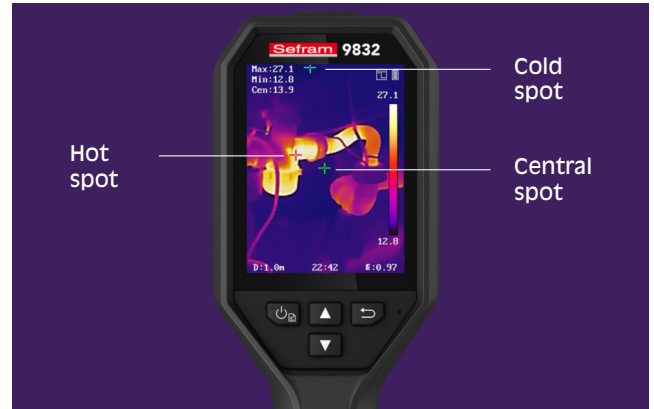 Sefram 9832
Max:27.1
Min:12.8
Cen:13.9
27.1
12.8
D:1.0m 22:42 ε:0.97
Cold
spot
Hot
spot
Central
spot